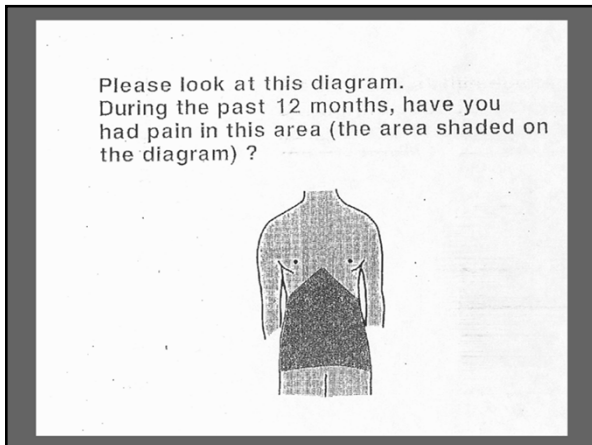 Please look at this diagram.
During the past 12 months, have you
had pain in this area (the area shaded on
the diagram) ?